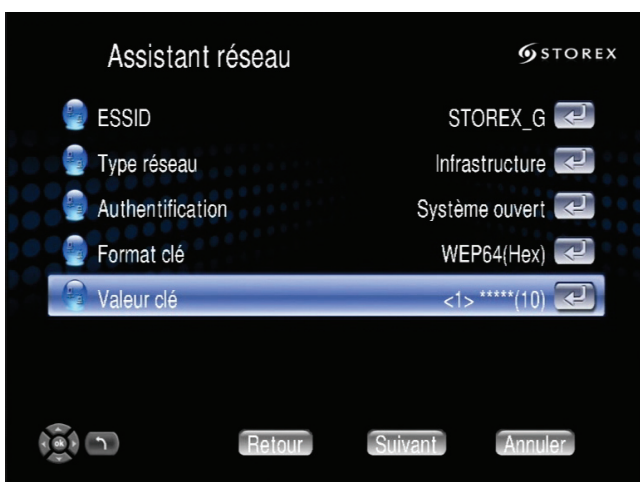 Assistant réseau
STOREX
ESSID STOREX_G
Type réseau Infrastructure
Authentification Système ouvert
Format clé WEP64(Hex)
Valeur clé <1> *****(10)
ok
Retour Suivant Annuler